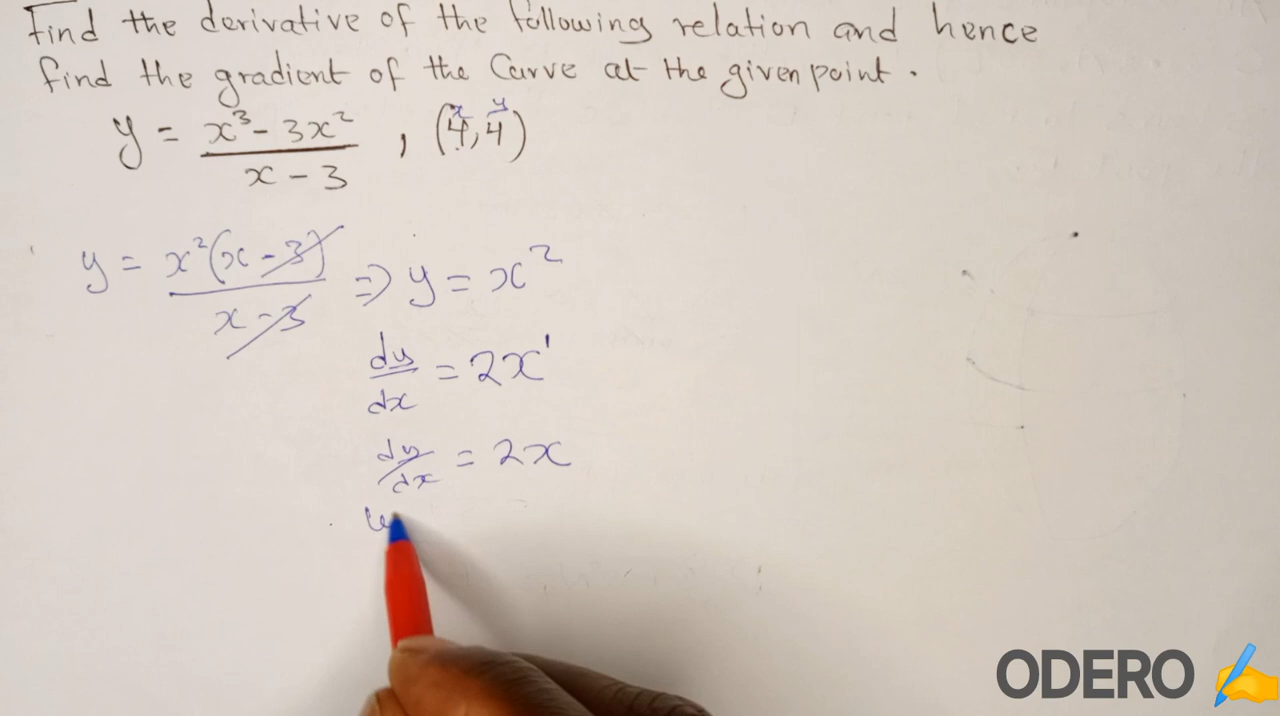 Find the derivative of the following relation and hence
find the gradient of the Curve at the given point.
y = x³ - 3x² / x - 3 , (4, 4)
x y
y = x²(x - 3) / x - 3 ⇒ y = x²
dy/dx = 2x¹
dy/dx = 2x
ODERO